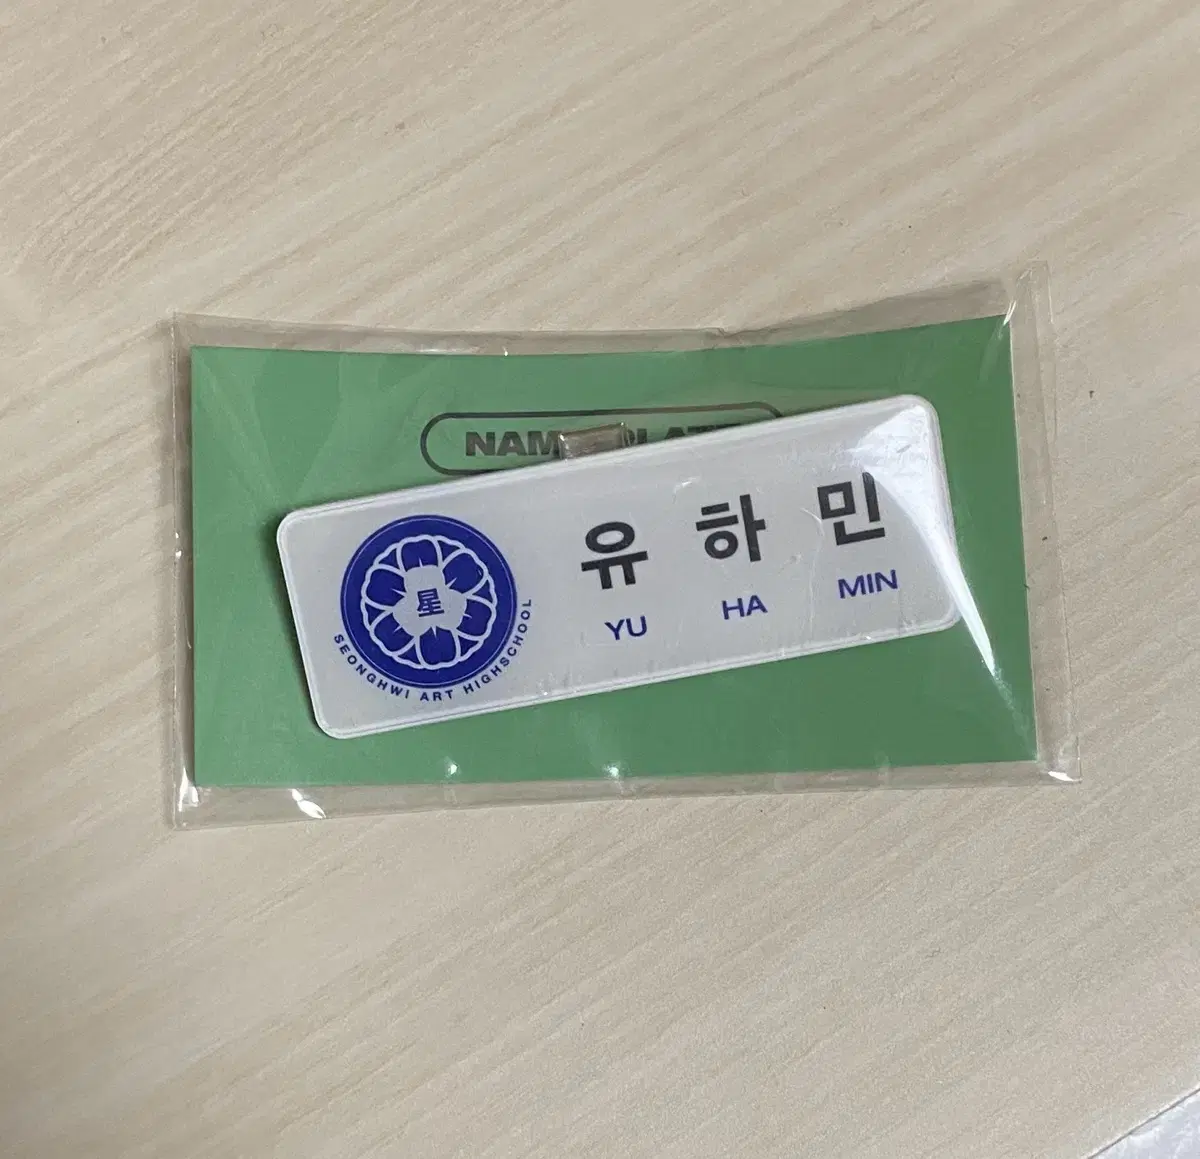 星
SEONGHWI ART HIGHSCHOOL
유 하 민
YU HA MIN